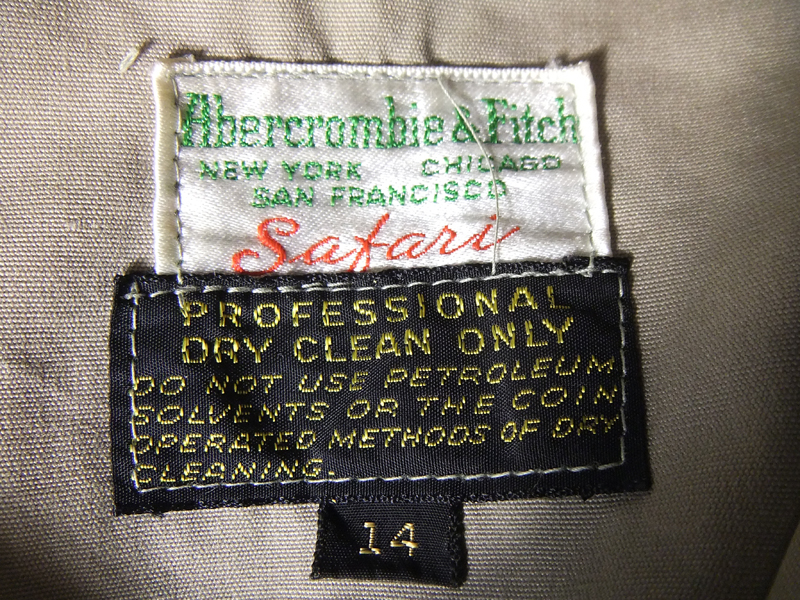 Abercrombie & Fitch
NEW YORK CHICAGO
SAN FRANCISCO
Safari
PROFESSIONAL
DRY CLEAN ONLY
DO NOT USE PETROLEUM
SOLVENTS OR THE COIN
OPERATED METHODS OF DRY
CLEANING.
14